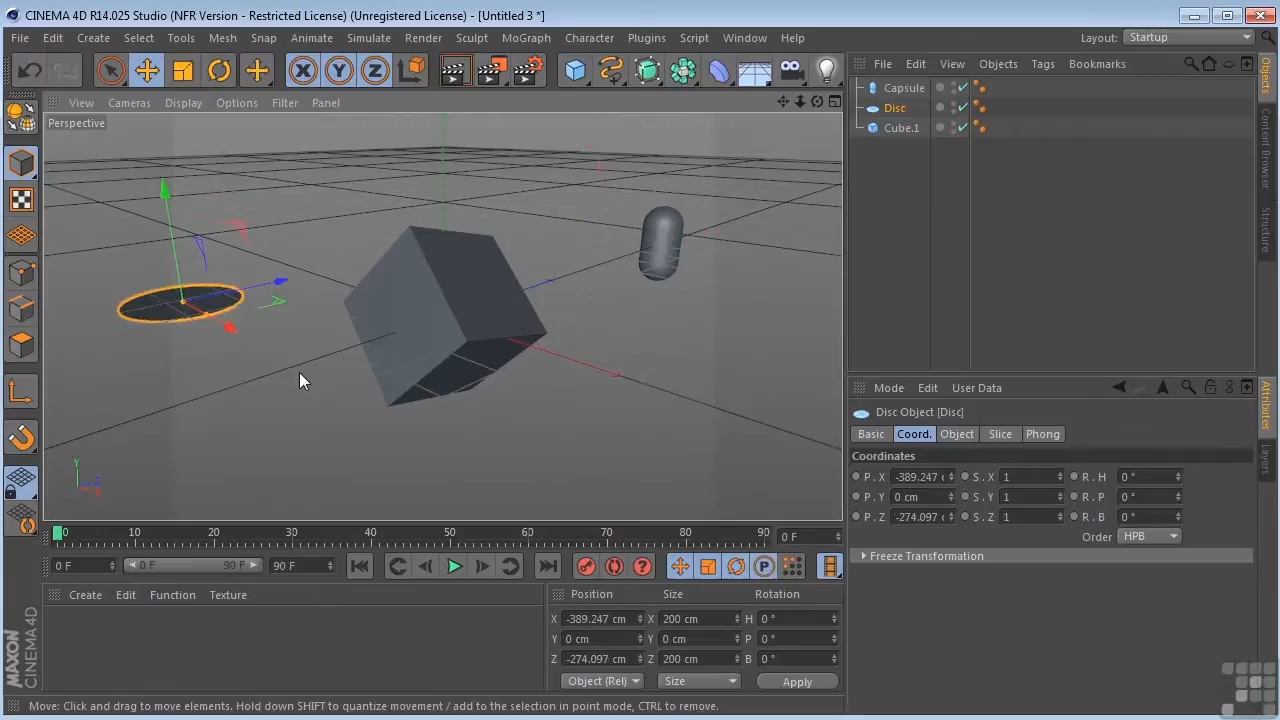 CINEMA 4D R14.025 Studio (NFR Version - Restricted License) (Unregistered License) - [Untitled 3 *]
File Edit Create Select Tools Mesh Snap Animate Simulate Render Sculpt MoGraph Character Plugins Script Window Help Layout: Startup
X Y Z
File Edit View Objects Tags Bookmarks
View Cameras Display Options Filter Panel
Perspective
Capsule
Disc
Cube.1
Objects
Content Browser
Structure
Mode Edit User Data
Disc Object [Disc]
Basic Coord. Object Slice Phong
Coordinates
P . X -389.247 S . X 1 R . H 0 °
P . Y 0 cm S . Y 1 R . P 0 °
P . Z -274.097 S . Z 1 R . B 0 °
Order HPB
Freeze Transformation
Attributes
Layers
Y
0 10 20 30 40 50 60 70 80 90 0 F
0 F 0 F 90 F 90 F
P
Create Edit Function Texture
Position Size Rotation
X -389.247 cm X 200 cm H 0 °
Y 0 cm Y 0 cm P 0 °
Z -274.097 cm Z 200 cm B 0 °
Object (Rel) Size Apply
MAXON CINEMA 4D
Move: Click and drag to move elements. Hold down SHIFT to quantize movement / add to the selection in point mode, CTRL to remove.